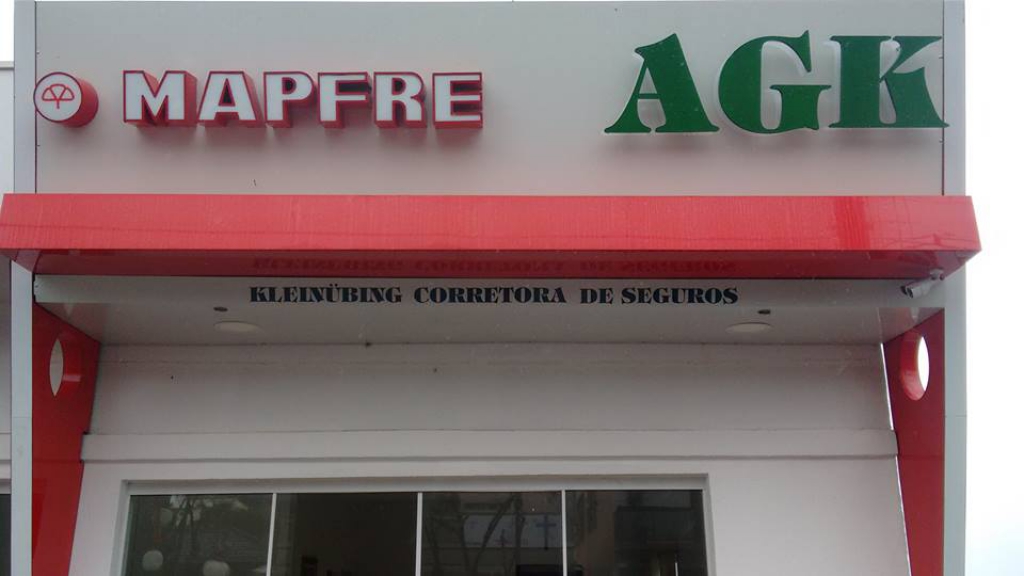 MAPFRE AGK
KLEINÜBING CORRETORA DE SEGUROS